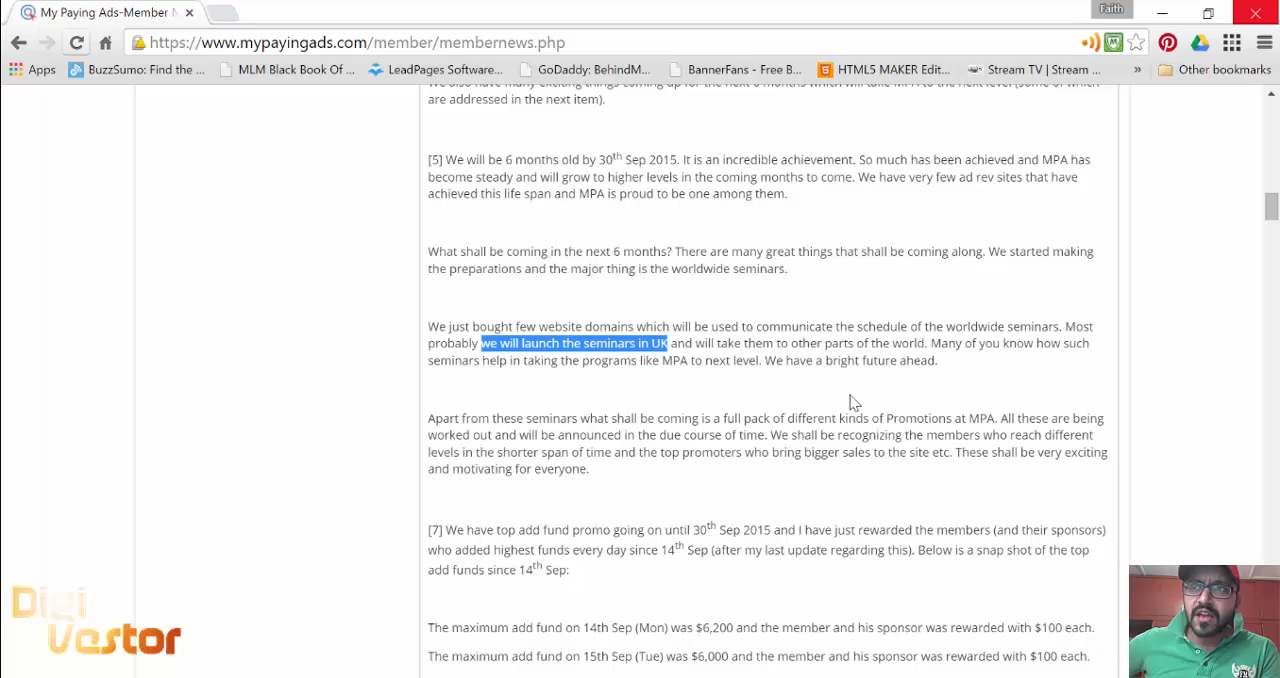 My Paying Ads-Member
Faith
https://www.mypayingads.com/member/membernews.php
Apps BuzzSumo: Find the ... MLM Black Book Of ... LeadPages Software... GoDaddy: BehindM... BannerFans - Free B... HTML5 MAKER Edit... Stream TV | Stream ... » Other bookmarks
We also have many exciting things coming up for the next 6 months which will take MPA to the next level (some of which
are addressed in the next item).
[5] We will be 6 months old by 30th Sep 2015. It is an incredible achievement. So much has been achieved and MPA has
become steady and will grow to higher levels in the coming months to come. We have very few ad rev sites that have
achieved this life span and MPA is proud to be one among them.
What shall be coming in the next 6 months? There are many great things that shall be coming along. We started making
the preparations and the major thing is the worldwide seminars.
We just bought few website domains which will be used to communicate the schedule of the worldwide seminars. Most
probably we will launch the seminars in UK and will take them to other parts of the world. Many of you know how such
seminars help in taking the programs like MPA to next level. We have a bright future ahead.
Apart from these seminars what shall be coming is a full pack of different kinds of Promotions at MPA. All these are being
worked out and will be announced in the due course of time. We shall be recognizing the members who reach different
levels in the shorter span of time and the top promoters who bring bigger sales to the site etc. These shall be very exciting
and motivating for everyone.
[7] We have top add fund promo going on until 30th Sep 2015 and I have just rewarded the members (and their sponsors)
who added highest funds every day since 14th Sep (after my last update regarding this). Below is a snap shot of the top
add funds since 14th Sep:
The maximum add fund on 14th Sep (Mon) was $6,200 and the member and his sponsor was rewarded with $100 each.
The maximum add fund on 15th Sep (Tue) was $6,000 and the member and his sponsor was rewarded with $100 each.
Digi
Vestor